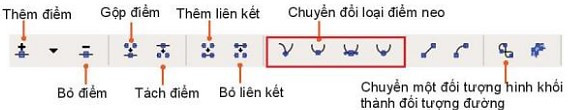 Thêm điểm
Gộp điểm
Thêm liên kết
Chuyển đổi loại điểm neo
Bỏ điểm
Tách điểm
Bỏ liên kết
Chuyển một đối tượng hình khối
thành đối tượng đường